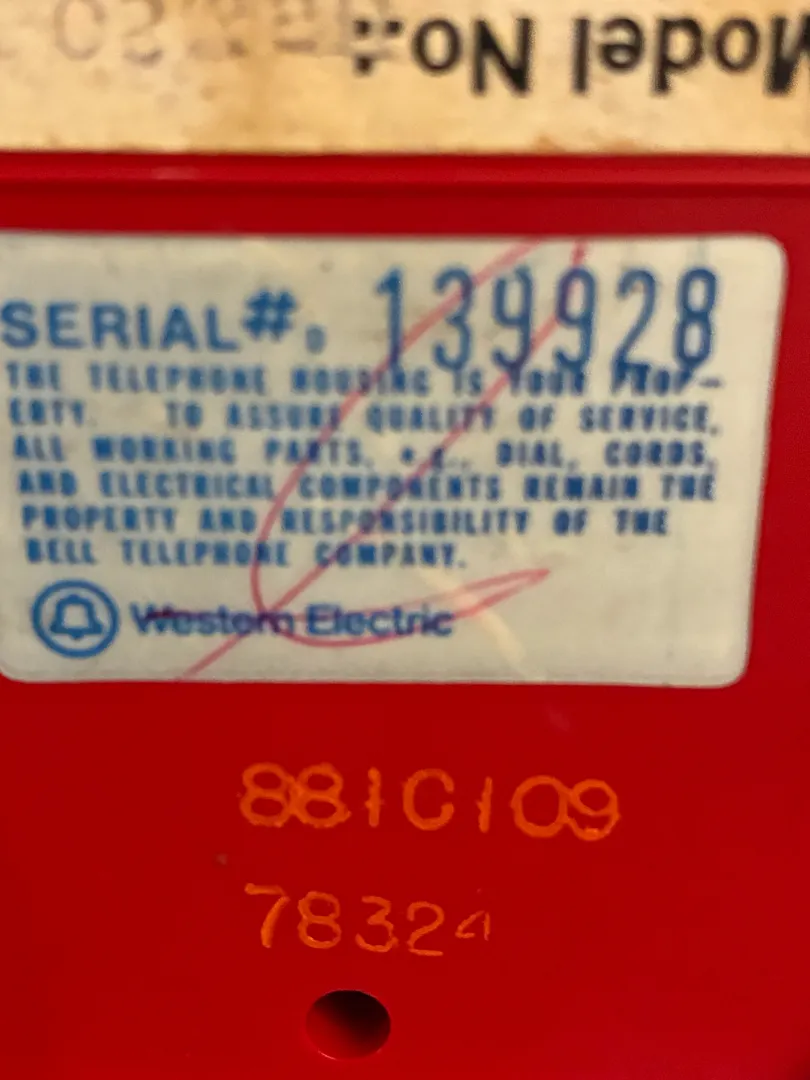 Model No.:
SERIAL #. D 139928
THE TELEPHONE HOUSING IS YOUR PROP-
ERTY. TO ASSURE QUALITY OF SERVICE,
ALL WORKING PARTS, e.g., DIAL, CORDS,
AND ELECTRICAL COMPONENTS REMAIN THE
PROPERTY AND RESPONSIBILITY OF THE
BELL TELEPHONE COMPANY.
Western Electric
881C109
78324